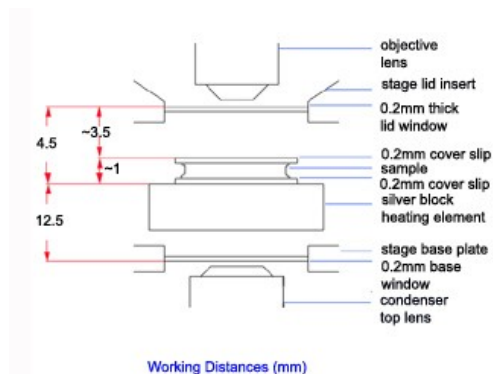 objective
lens
stage lid insert
0.2mm thick
lid window
~3.5
4.5
0.2mm cover slip
sample
~1
0.2mm cover slip
silver block
heating element
12.5
stage base plate
0.2mm base
window
condenser
top lens
Working Distances (mm)